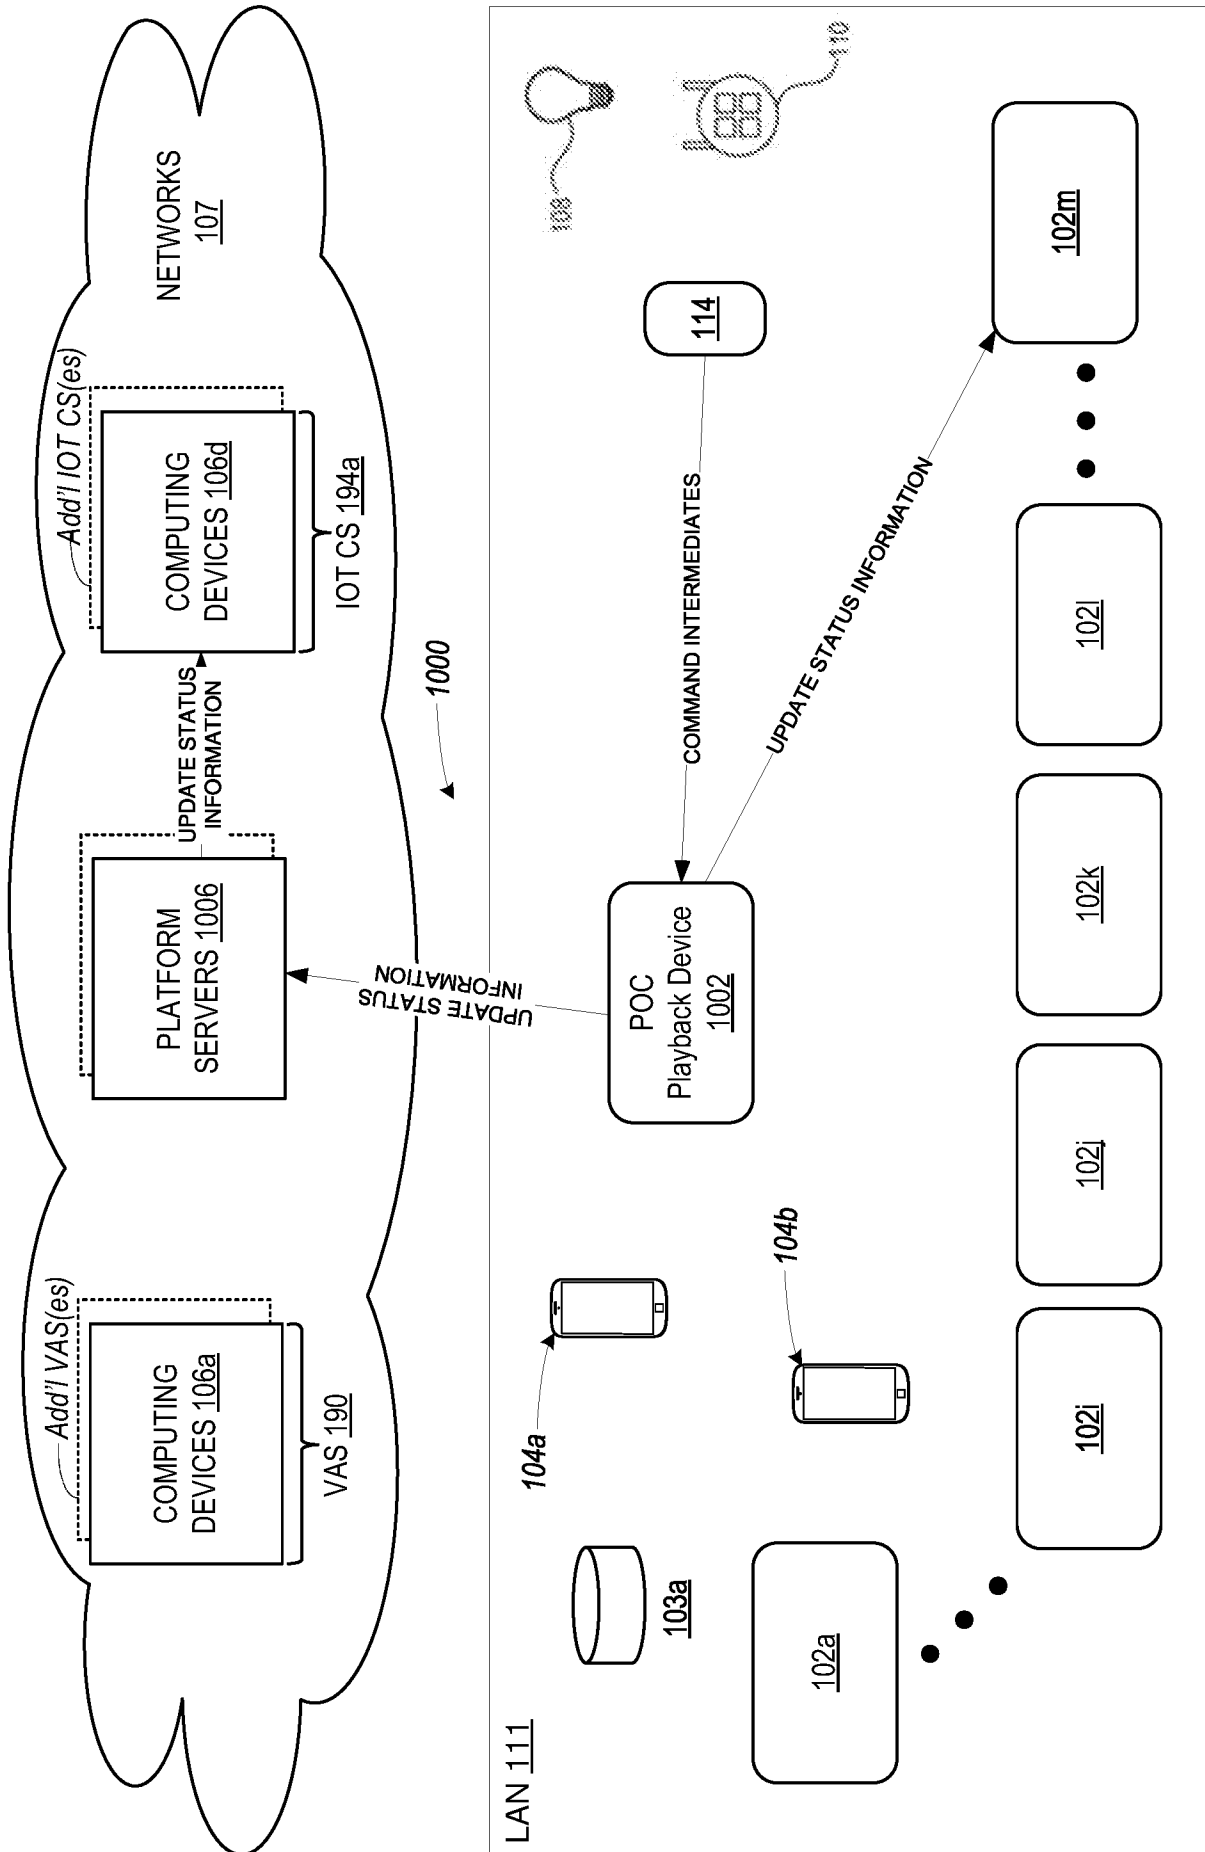 NETWORKS
107
Add'l VAS(es)
COMPUTING
DEVICES 106a
VAS 190
PLATFORM
SERVERS 1006
UPDATE STATUS
INFORMATION
Add'l IOT CS(es)
COMPUTING
DEVICES 106d
IOT CS 194a
1000
LAN 111
UPDATE STATUS
INFORMATION
103a
104a
104b
POC
Playback Device
1002
COMMAND INTERMEDIATES
114
108
110
UPDATE STATUS INFORMATION
102a
102i
102j
102k
102l
102m